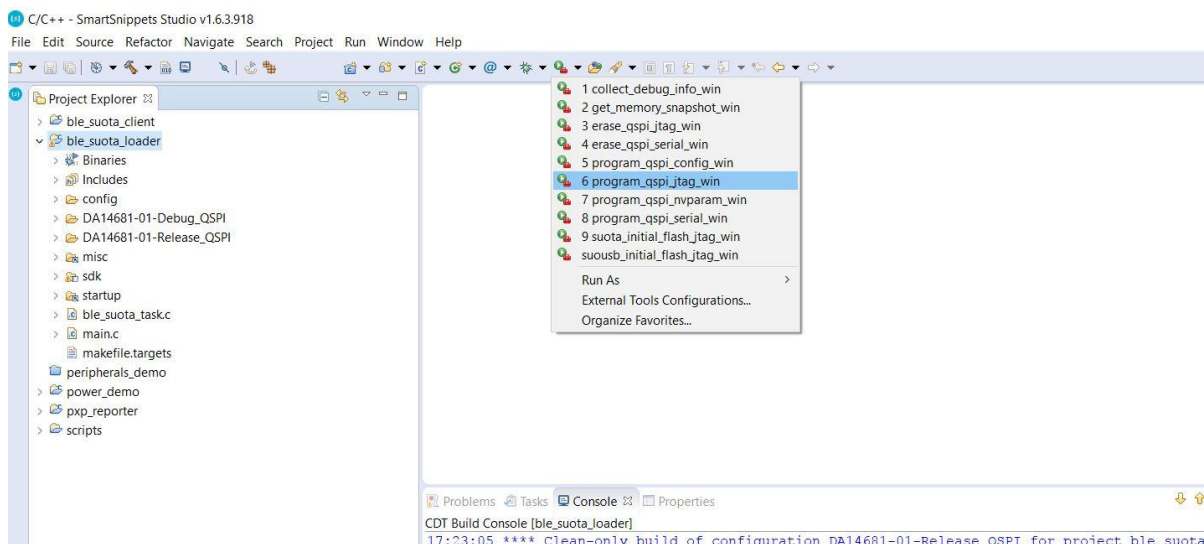 C/C++ - SmartSnippets Studio v1.6.3.918
File Edit Source Refactor Navigate Search Project Run Window Help
Project Explorer
ble_suota_client
ble_suota_loader
Binaries
Includes
config
DA14681-01-Debug_QSPI
DA14681-01-Release_QSPI
misc
sdk
startup
ble_suota_task.c
main.c
makefile.targets
peripherals_demo
power_demo
pxp_reporter
scripts
1 collect_debug_info_win
2 get_memory_snapshot_win
3 erase_qspi_jtag_win
4 erase_qspi_serial_win
5 program_qspi_config_win
6 program_qspi_jtag_win
7 program_qspi_nvparam_win
8 program_qspi_serial_win
9 suota_initial_flash_jtag_win
suousb_initial_flash_jtag_win
Run As
External Tools Configurations...
Organize Favorites...
Problems Tasks Console Properties
CDT Build Console [ble_suota_loader]
17:23:05 **** Clean-only build of configuration DA14681-01-Release_QSPI for project ble_suota